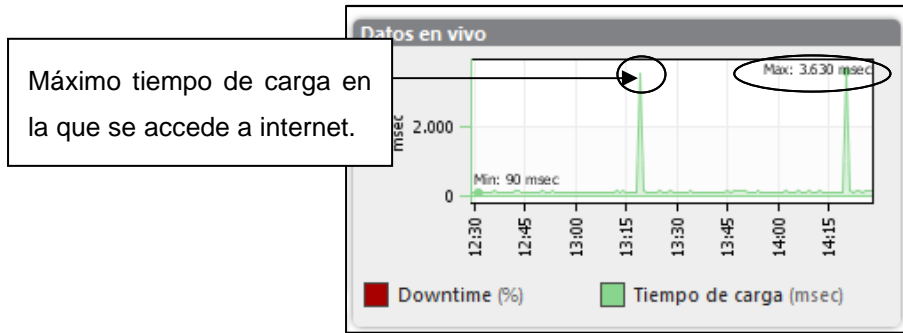 Datos en vivo
Máximo tiempo de carga en
la que se accede a internet.
Max: 3.630 msec
msec
2.000
Min: 90 msec
0
12:30
12:45
13:00
13:15
13:30
13:45
14:00
14:15
Downtime (%)
Tiempo de carga (msec)